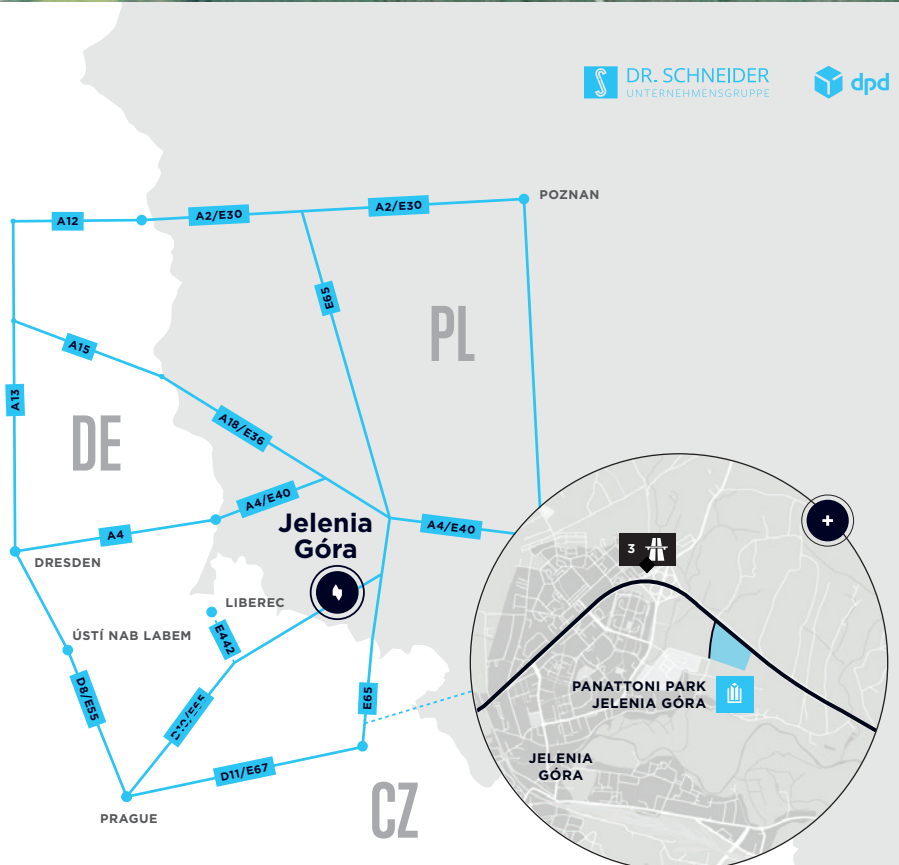 DR. SCHNEIDER
UNTERNEHMENSGRUPPE
dpd
POZNAN
A12
A2/E30
A2/E30
E65
PL
A15
A13
DE
A18/E36
A4/E40
A4
Jelenia
Góra
A4/E40
DRESDEN
3
+
LIBEREC
E442
ÚSTÍ NAB LABEM
D8/E55
D10/E65
E65
PANATTONI PARK
JELENIA GÓRA
D11/E67
JELENIA
GÓRA
CZ
PRAGUE